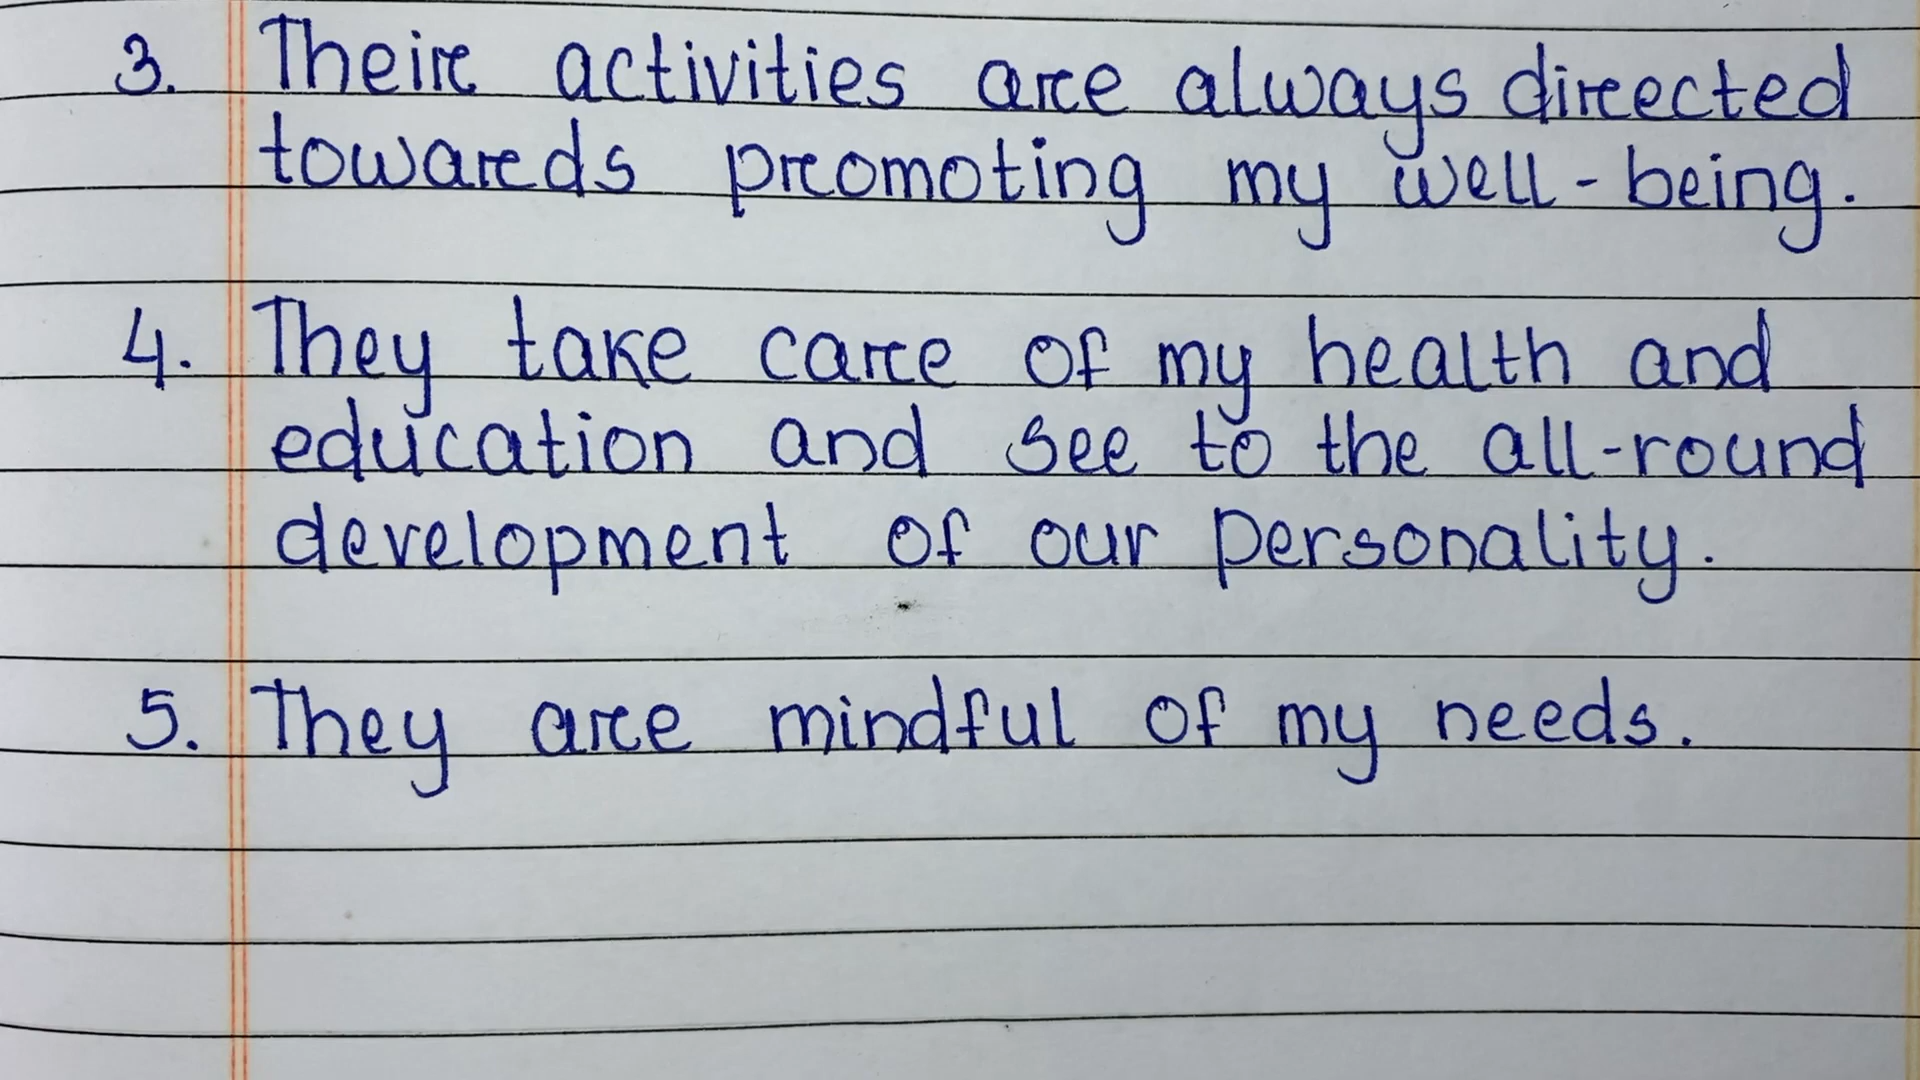 3. Their activities are always directed
towards promoting my well-being.
4. They take care of my health and
education and see to the all-round
development of our personality.
5. They are mindful of my needs.